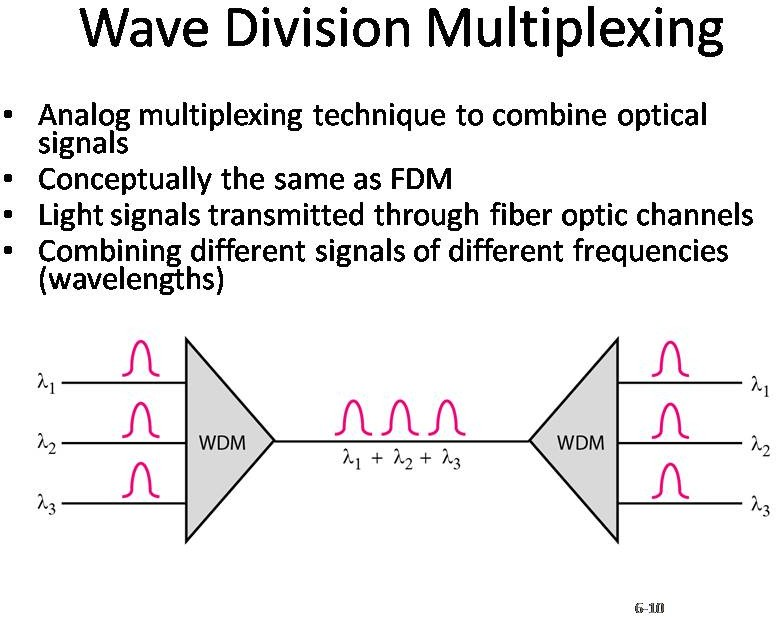 Wave Division Multiplexing
• Analog multiplexing technique to combine optical
signals
• Conceptually the same as FDM
• Light signals transmitted through fiber optic channels
• Combining different signals of different frequencies
(wavelengths)
λ1
λ2
λ3
WDM
λ1 + λ2 + λ3
WDM
λ1
λ2
λ3
6-10